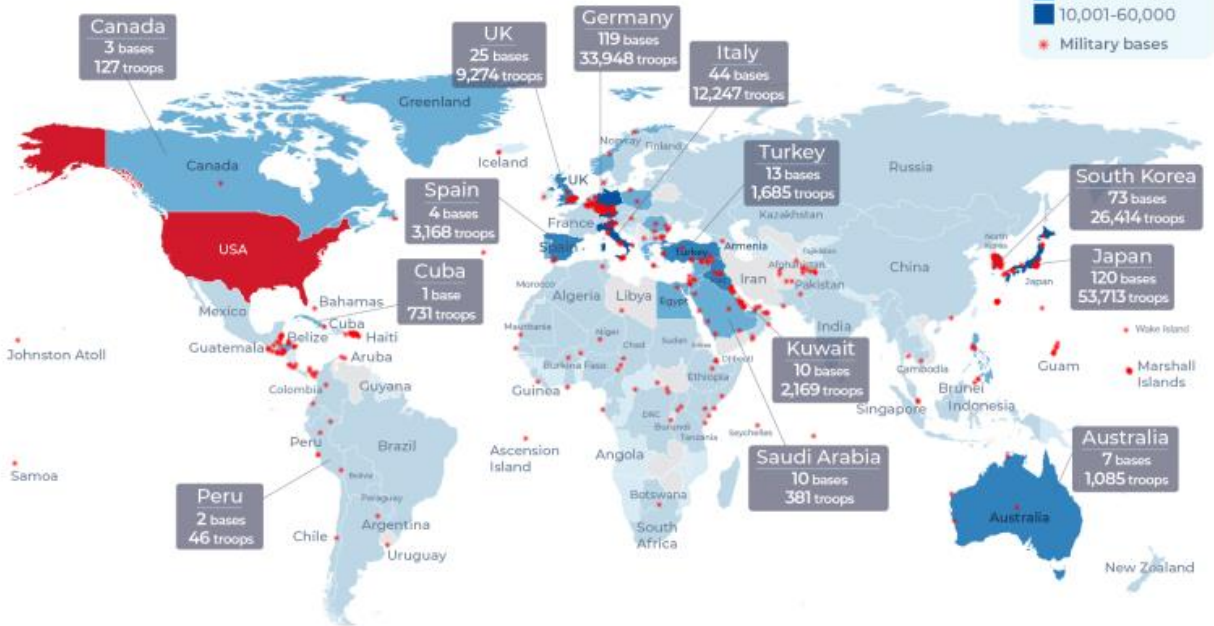 10,001-60,000
Military bases
Canada
3 bases
127 troops
UK
25 bases
9,274 troops
Germany
119 bases
33,948 troops
Italy
44 bases
12,247 troops
Greenland
Norway
Finland
Iceland
Canada
Russia
UK
Turkey
13 bases
1,685 troops
South Korea
73 bases
26,414 troops
Spain
4 bases
3,168 troops
France
Kazakhstan
USA
Spain
Turkey
Armenia
Tajikistan
North
Korea
Japan
120 bases
53,713 troops
Cuba
1 base
731 troops
Morocco
Algeria
Libya
Egypt
Iran
Afghanistan
Pakistan
China
Japan
Mexico
Bahamas
Cuba
Haiti
Belize
Guatemala
Aruba
Mauritania
Niger
Chad
Sudan
India
Wake Island
Johnston Atoll
Kuwait
10 bases
2,169 troops
Burkina Faso
Djibouti
Ethiopia
Guam
Marshall
Islands
Cambodia
Colombia
Guyana
Guinea
Brunei
Indonesia
Singapore
DRC
Burundi
Tanzania
Seychelles
Peru
Brazil
Ascension
Island
Angola
Saudi Arabia
10 bases
381 troops
Australia
7 bases
1,085 troops
Samoa
Bolivia
Peru
2 bases
46 troops
Paraguay
Botswana
Argentina
Chile
Uruguay
South
Africa
Australia
New Zoaland